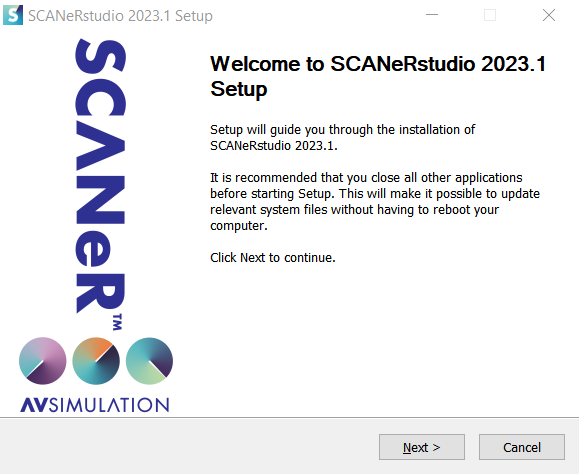 SCANeRstudio 2023.1 Setup
SCANeR™
AVSIMULATION
Welcome to SCANeRstudio 2023.1
Setup
Setup will guide you through the installation of
SCANeRstudio 2023.1.
It is recommended that you close all other applications
before starting Setup. This will make it possible to update
relevant system files without having to reboot your
computer.
Click Next to continue.
Next >
Cancel